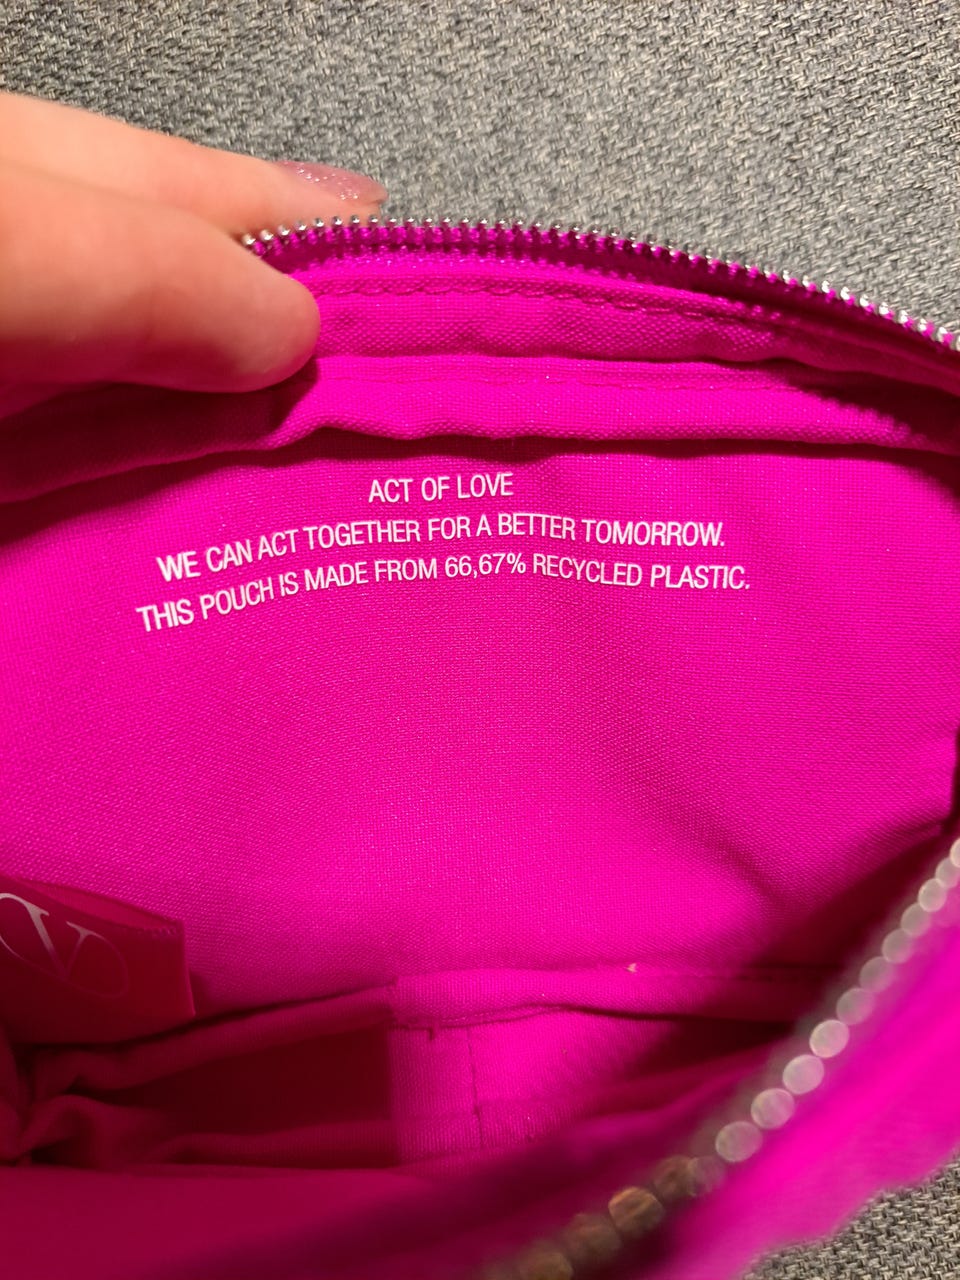 ACT OF LOVE
WE CAN ACT TOGETHER FOR A BETTER TOMORROW.
THIS POUCH IS MADE FROM 66,67% RECYCLED PLASTIC.
V